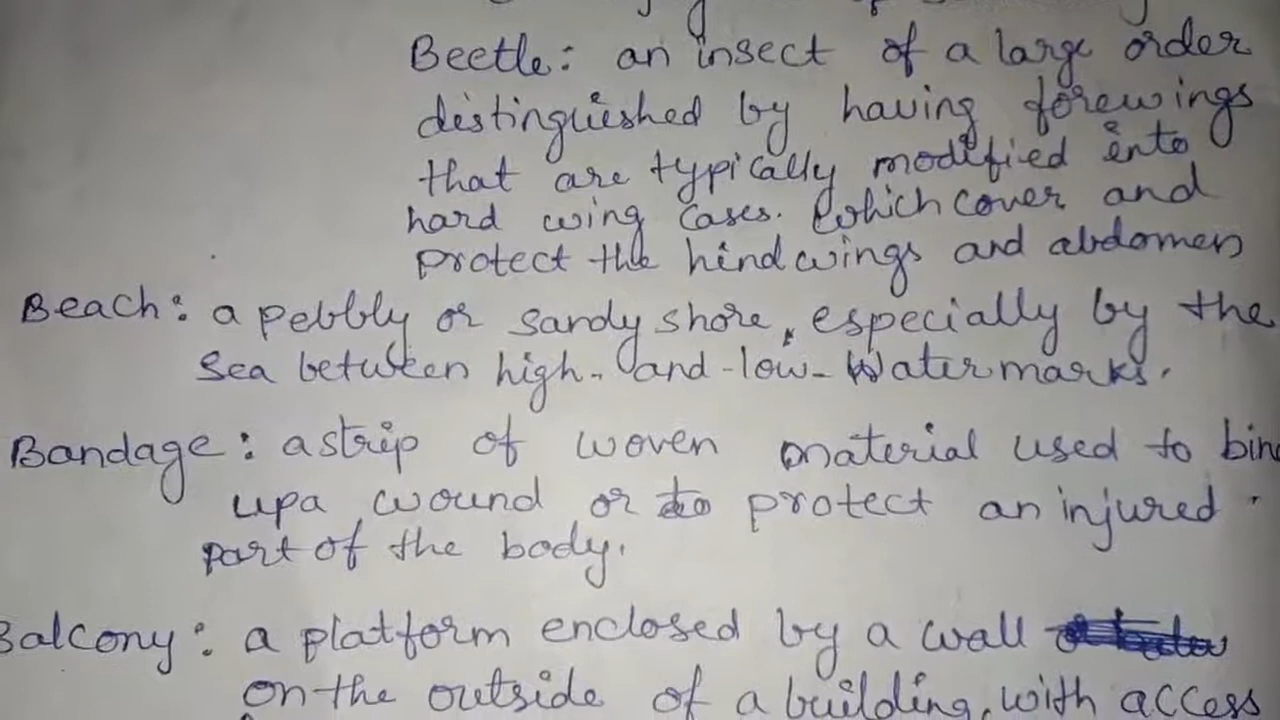 Beetle: an insect of a large order
distinguished by having forewings
that are typically modified into
hard wing cases. Which cover and
protect the hind wings and abdomen
Beach: a pebbly or sandy shore, especially by the
Sea between high- and-low-Water marks.
Bandage: a strip of woven material used to bind
up a wound or to protect an injured
part of the body.
Balcony: a platform enclosed by a wall
on the outside of a building, with access